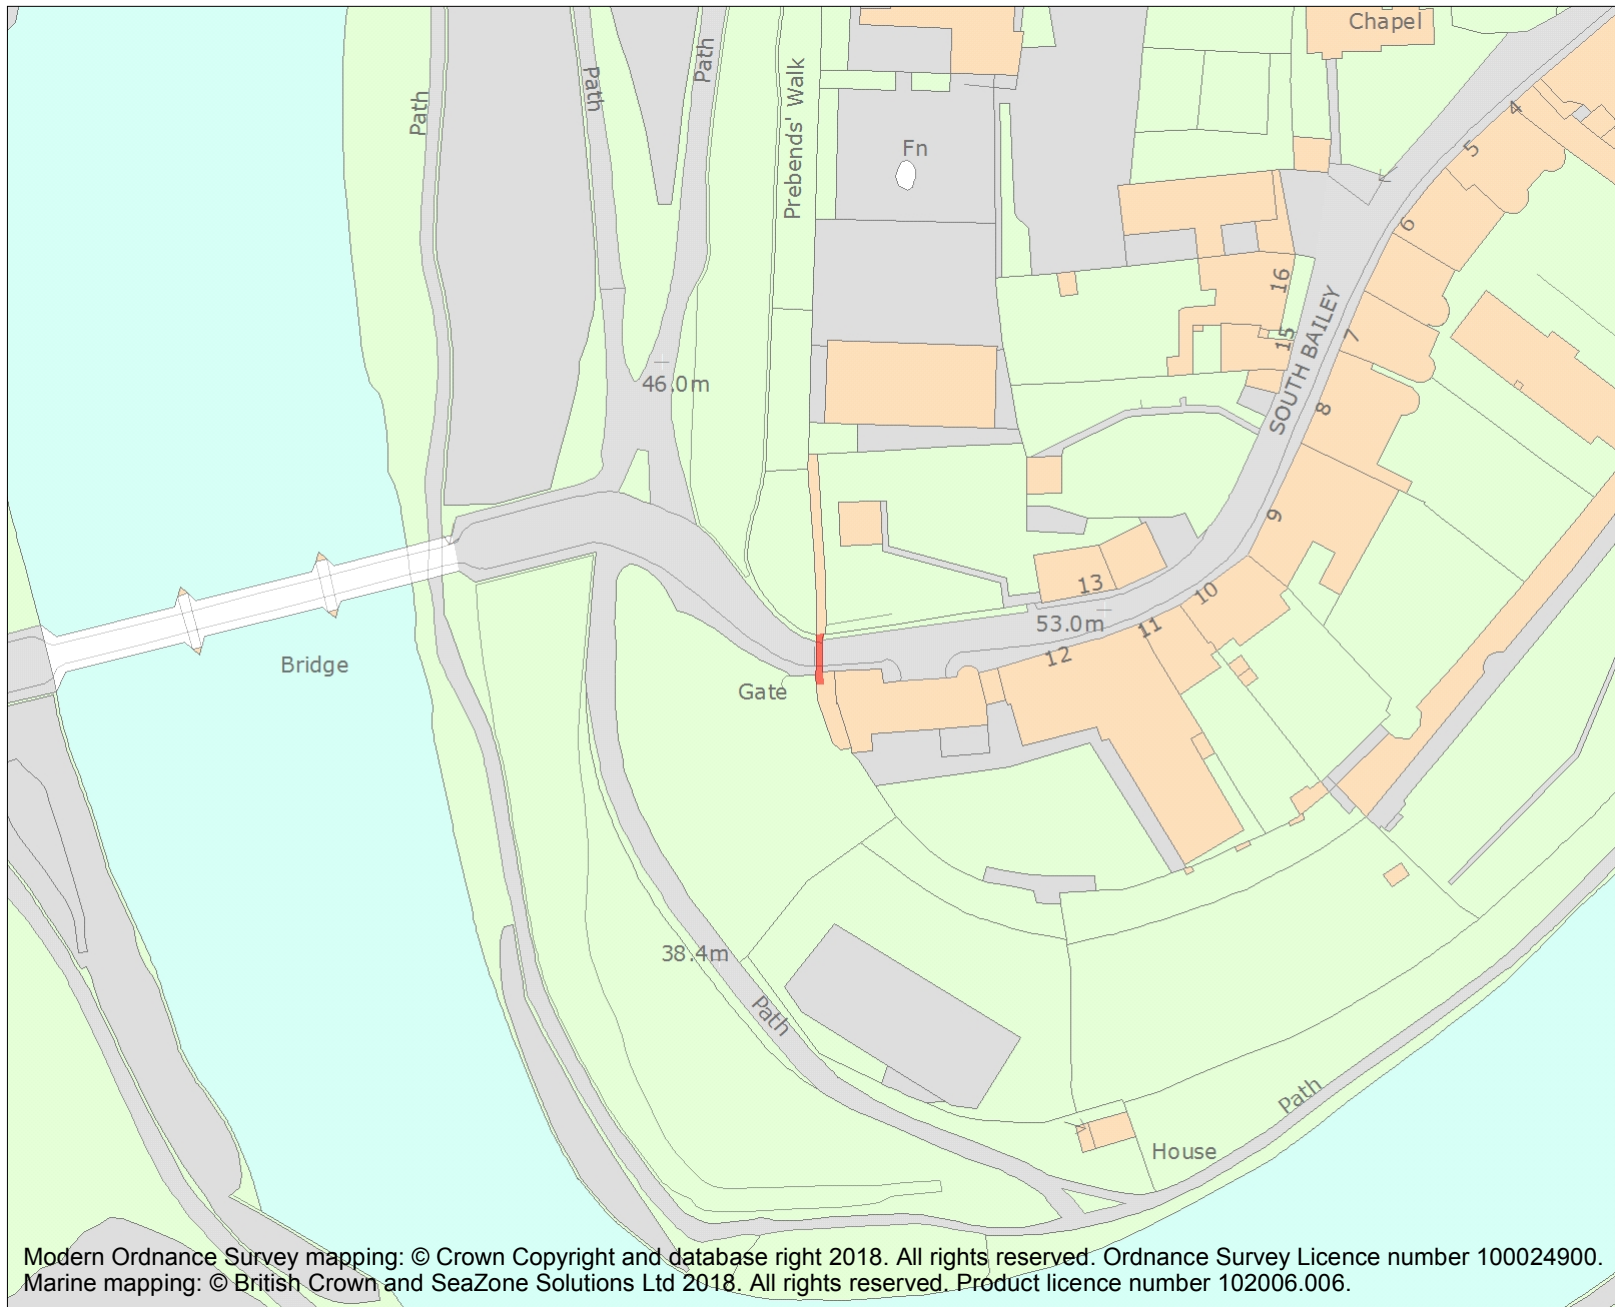 Chapel
Path
Path
Path
Prebends' Walk
Fn
4
5
6
16
15
7
SOUTH BAILEY
8
46.0m
9
13
10
53.0m
11
12
Bridge
Gate
38.4m
Path
Path
House
Modern Ordnance Survey mapping: © Crown Copyright and database right 2018. All rights reserved. Ordnance Survey Licence number 100024900.
Marine mapping: © British Crown and SeaZone Solutions Ltd 2018. All rights reserved. Product licence number 102006.006.